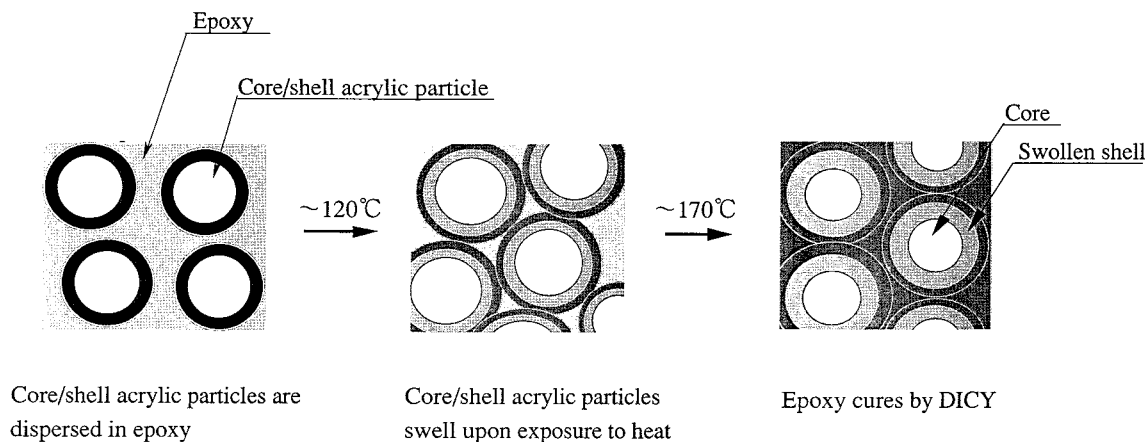 Epoxy
Core/shell acrylic particle
Core
Swollen shell
~120℃
~170℃
Core/shell acrylic particles are
dispersed in epoxy
Core/shell acrylic particles
swell upon exposure to heat
Epoxy cures by DICY